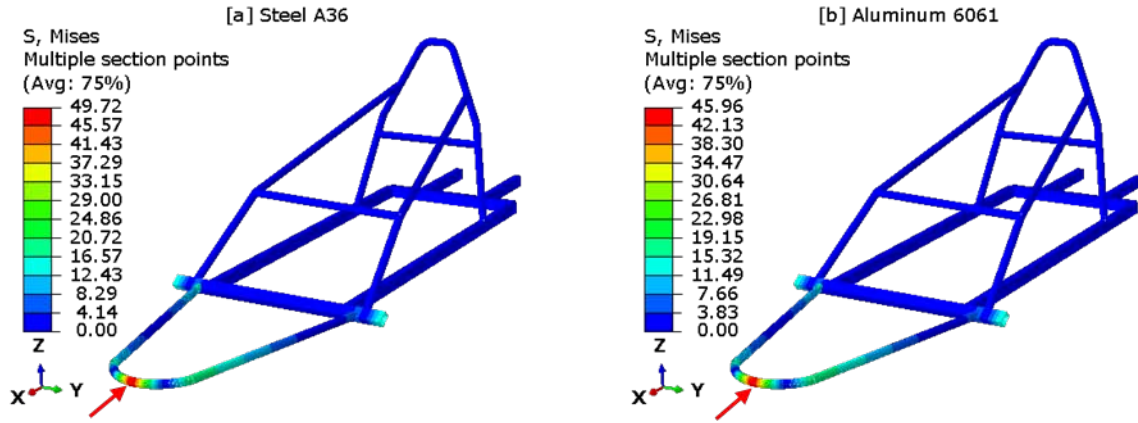 [a] Steel A36
S, Mises
Multiple section points
(Avg: 75%)
49.72
45.57
41.43
37.29
33.15
29.00
24.86
20.72
16.57
12.43
8.29
4.14
0.00
Z
X
Y
[b] Aluminum 6061
S, Mises
Multiple section points
(Avg: 75%)
45.96
42.13
38.30
34.47
30.64
26.81
22.98
19.15
15.32
11.49
7.66
3.83
0.00
Z
X
Y